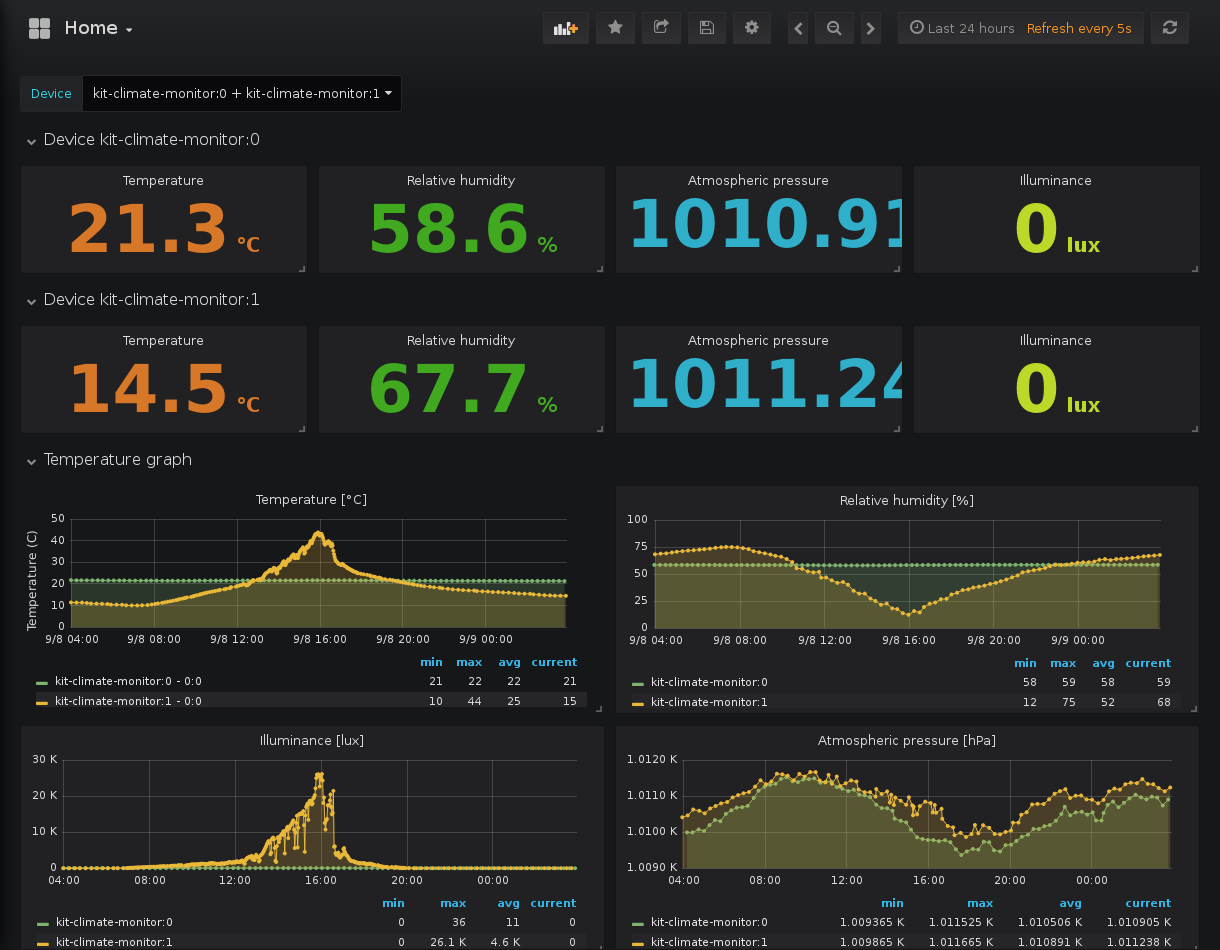 Home
Last 24 hours Refresh every 5s
Device kit-climate-monitor:0 + kit-climate-monitor:1
Device kit-climate-monitor:0
Temperature Relative humidity Atmospheric pressure Illuminance
21.3 °C 58.6 % 1010.91 0 lux
Device kit-climate-monitor:1
Temperature Relative humidity Atmospheric pressure Illuminance
14.5 °C 67.7 % 1011.24 0 lux
Temperature graph
Temperature [°C]
Temperature (C)
50
40
30
20
10
0
9/8 04:00 9/8 08:00 9/8 12:00 9/8 16:00 9/8 20:00 9/9 00:00
min max avg current
kit-climate-monitor:0 - 0:0 21 22 22 21
kit-climate-monitor:1 - 0:0 10 44 25 15
Relative humidity [%]
100
75
50
25
0
9/8 04:00 9/8 08:00 9/8 12:00 9/8 16:00 9/8 20:00 9/9 00:00
min max avg current
kit-climate-monitor:0 58 59 58 59
kit-climate-monitor:1 12 75 52 68
Illuminance [lux]
30 K
20 K
10 K
0
04:00 08:00 12:00 16:00 20:00 00:00
min max avg current
kit-climate-monitor:0 0 36 11 0
kit-climate-monitor:1 0 26.1 K 4.6 K 0
Atmospheric pressure [hPa]
1.0120 K
1.0110 K
1.0100 K
1.0090 K
04:00 08:00 12:00 16:00 20:00 00:00
min max avg current
kit-climate-monitor:0 1.009365 K 1.011525 K 1.010506 K 1.010905 K
kit-climate-monitor:1 1.009865 K 1.011665 K 1.010891 K 1.011238 K